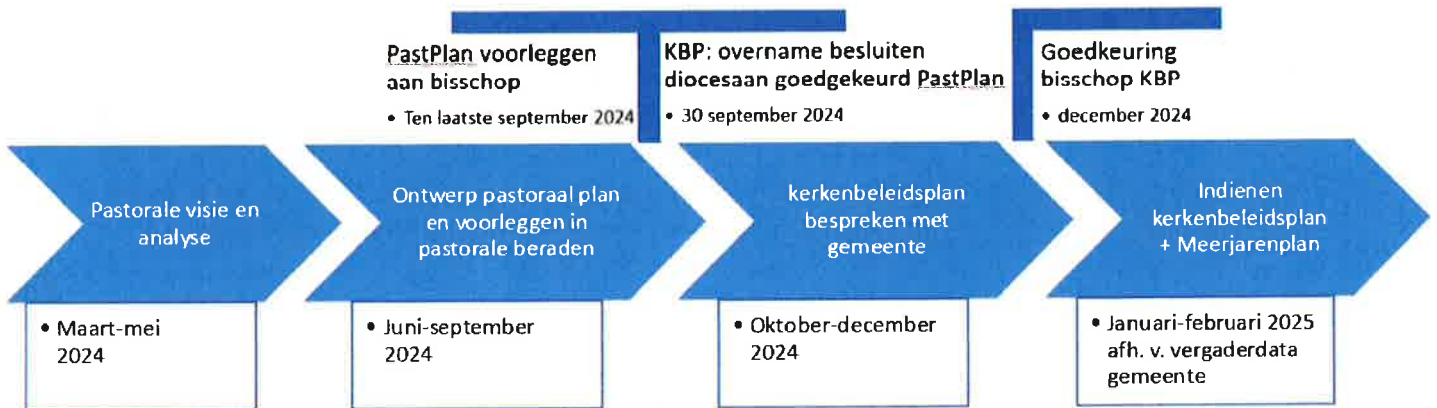 PastPlan voorleggen
aan bisschop
• Ten laatste september 2024
KBP: overname besluiten
diocesaan goedgekeurd PastPlan
• 30 september 2024
Goedkeuring
bisschop KBP
• december 2024
Pastorale visie en
analyse
Ontwerp pastoraal plan
en voorleggen in
pastorale beraden
kerkenbeleidsplan
bespreken met
gemeente
Indienen
kerkenbeleidsplan
+ Meerjarenplan
• Maart-mei
2024
• Juni-september
2024
• Oktober-december
2024
• Januari-februari 2025
afh. v. vergaderdata
gemeente